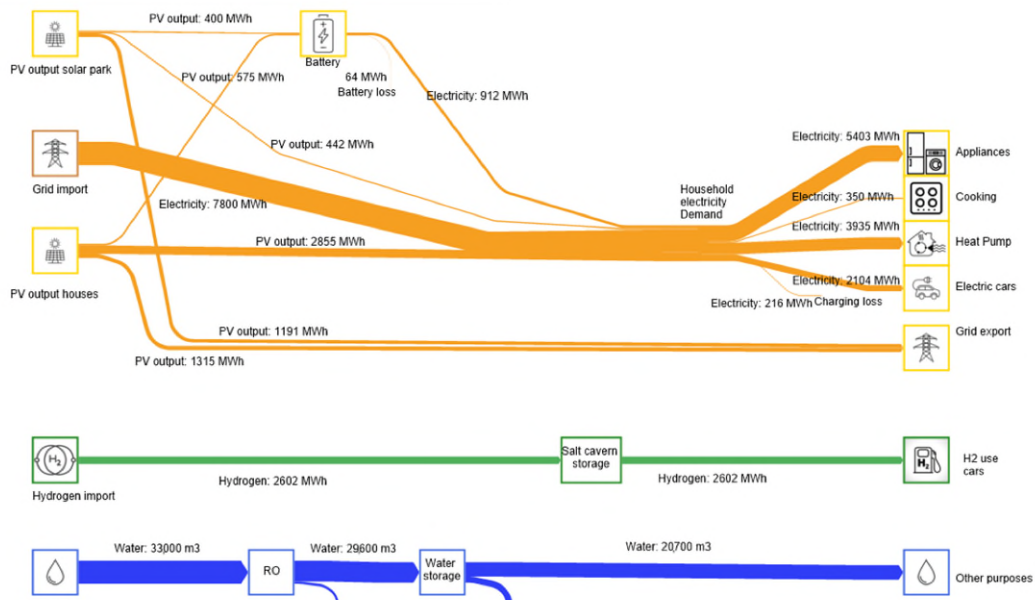 PV output: 400 MWh
PV output solar park
Battery
PV output: 575 MWh
64 MWh
Battery loss
Electricity: 912 MWh
PV output: 442 MWh
Electricity: 5403 MWh
Appliances
Grid import
Electricity: 7800 MWh
Household
electricity
Demand
Electricity: 350 MWh
Cooking
Electricity: 3935 MWh
PV output: 2855 MWh
Heat Pump
PV output houses
Electricity: 2104 MWh
Electric cars
Electricity: 216 MWh
Charging loss
PV output: 1191 MWh
Grid export
PV output: 1315 MWh
H2
Salt cavern
storage
H2
H2 use
cars
Hydrogen: 2602 MWh
Hydrogen: 2602 MWh
Hydrogen import
Water: 33000 m3
Water: 29600 m3
Water: 20700 m3
RO
Water
storage
Other purposes